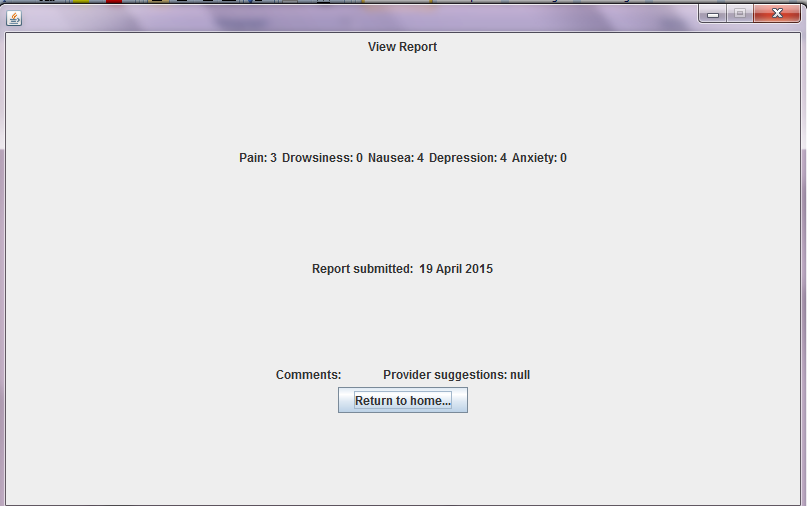 View Report
Pain: 3 Drowsiness: 0 Nausea: 4 Depression: 4 Anxiety: 0
Report submitted: 19 April 2015
Comments: Provider suggestions: null
Return to home...